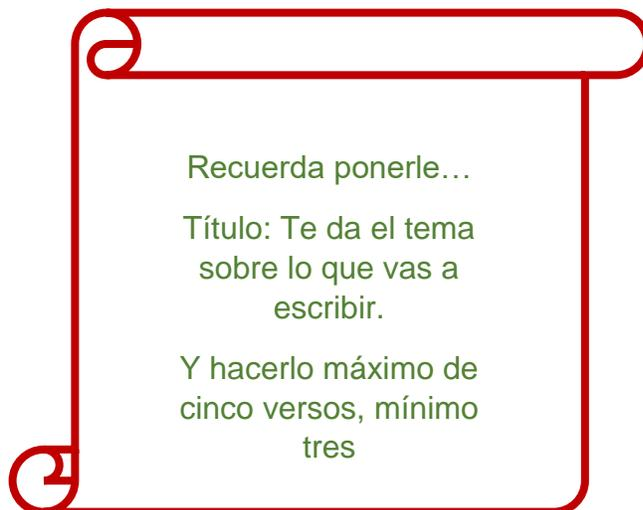 Recuerda ponerle…
Título: Te da el tema
sobre lo que vas a
escribir.
Y hacerlo máximo de
cinco versos, mínimo
tres